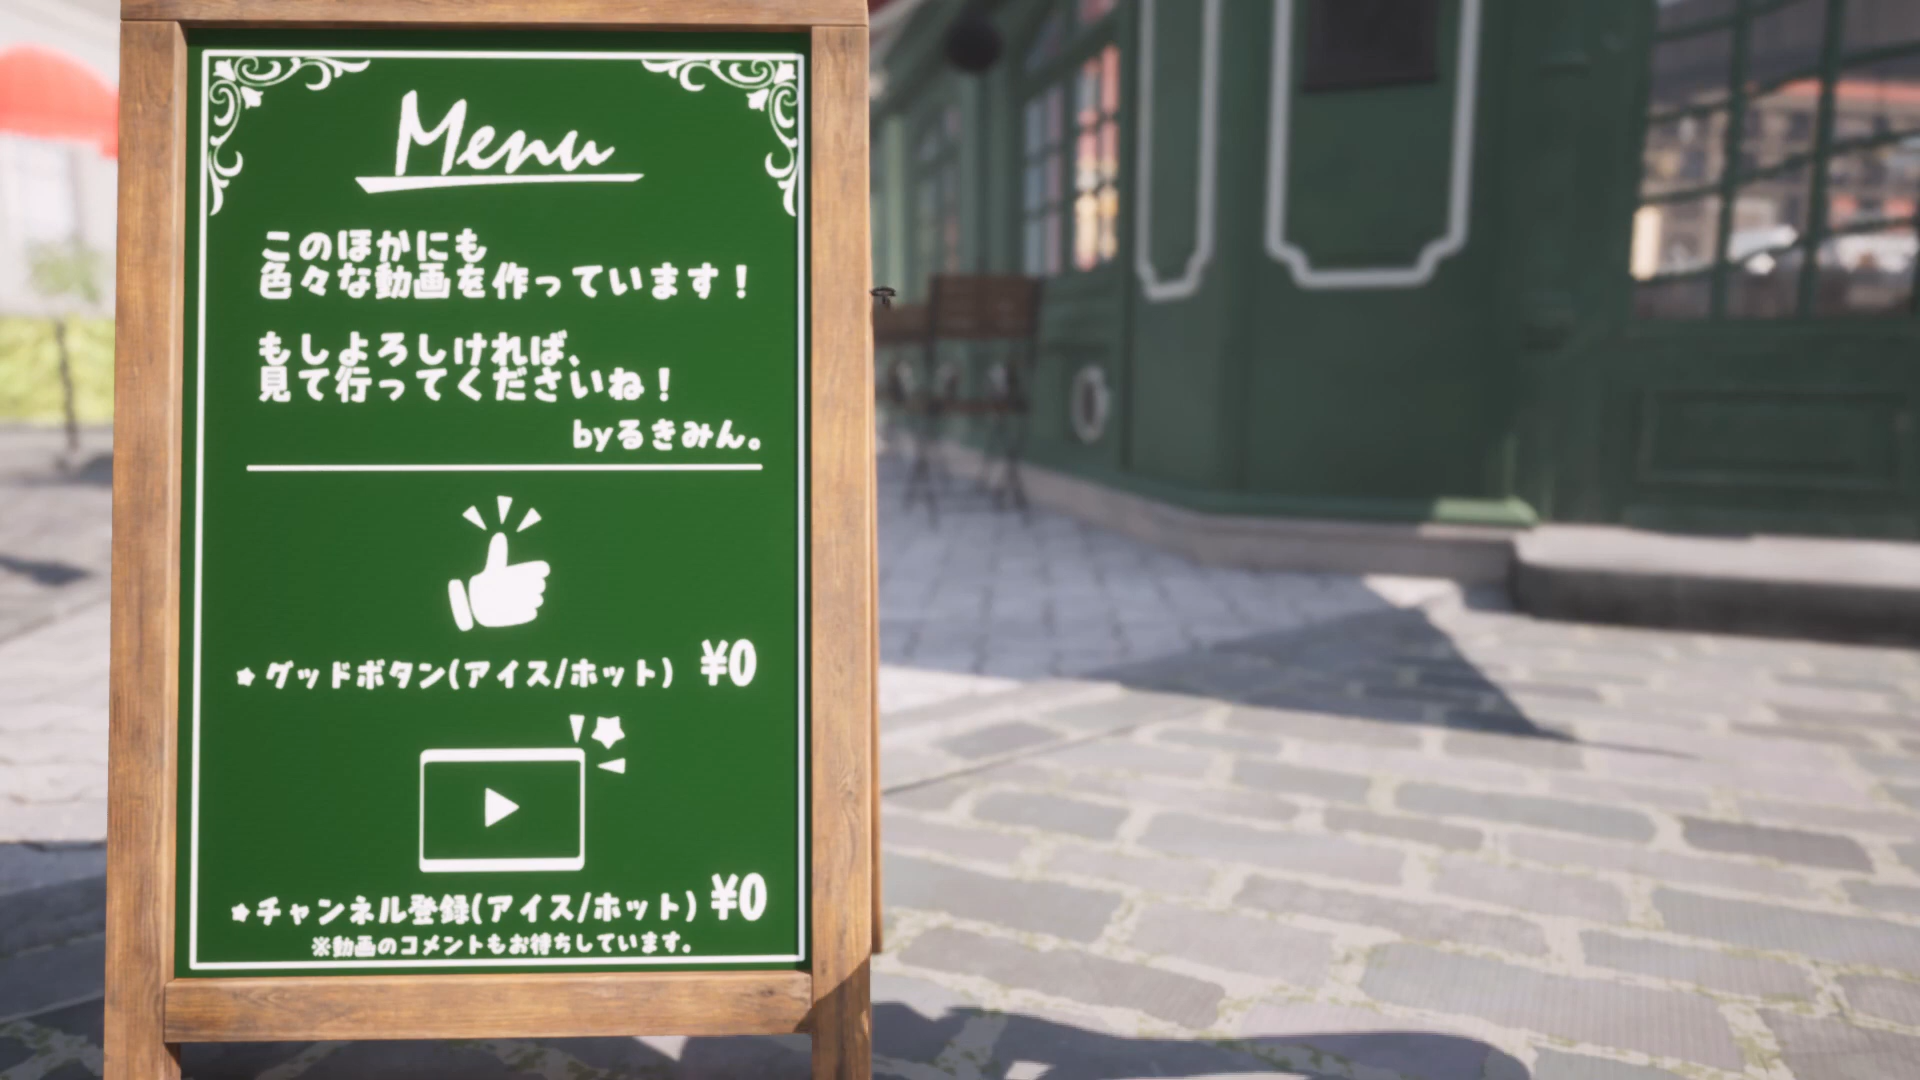 Menu
このほかにも
色々な動画を作っています!
もしよろしければ、
見て行ってくださいね!
byるきみん。
★グッドボタン(アイス/ホット) ¥0
★チャンネル登録(アイス/ホット) ¥0
※動画のコメントもお待ちしています。